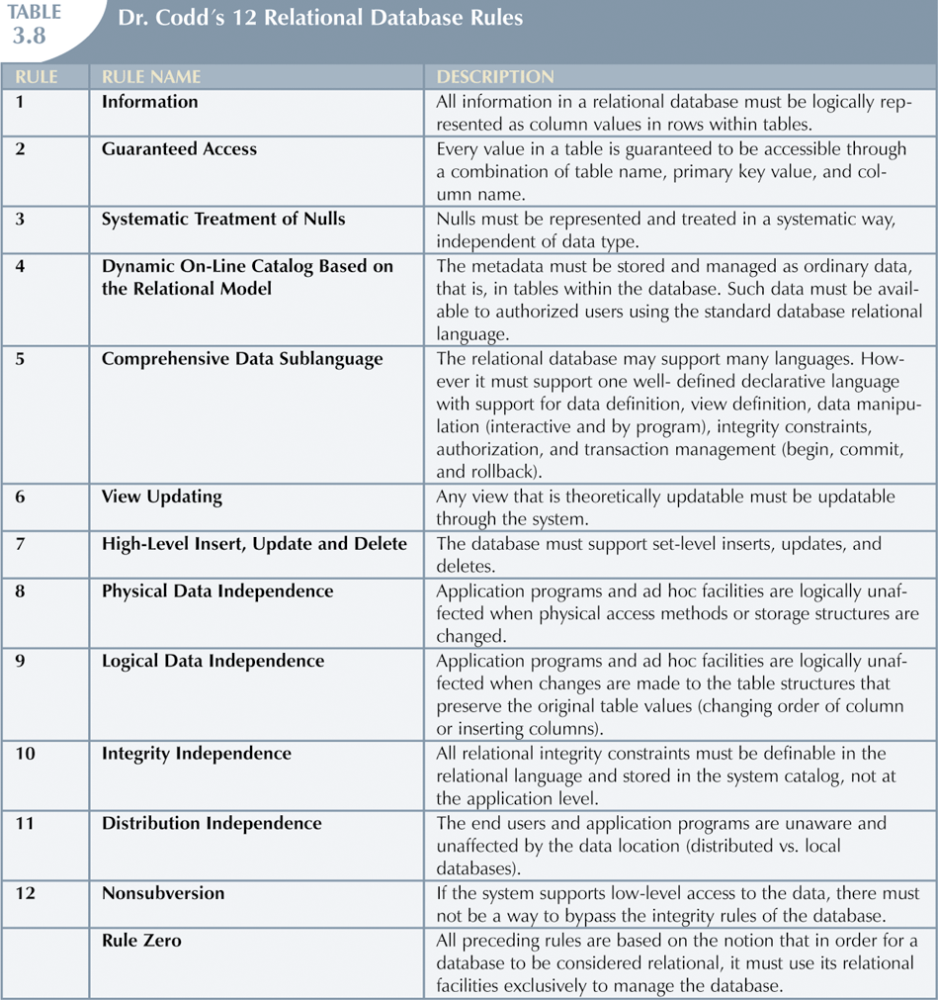 TABLE
3.8
Dr. Codd´s 12 Relational Database Rules
RULE RULE NAME DESCRIPTION
1 Information All information in a relational database must be logically rep-
resented as column values in rows within tables.
2 Guaranteed Access Every value in a table is guaranteed to be accessible through
a combination of table name, primary key value, and col-
umn name.
3 Systematic Treatment of Nulls Nulls must be represented and treated in a systematic way,
independent of data type.
4 Dynamic On-Line Catalog Based on The metadata must be stored and managed as ordinary data,
the Relational Model that is, in tables within the database. Such data must be avail-
able to authorized users using the standard database relational
language.
5 Comprehensive Data Sublanguage The relational database may support many languages. How-
ever it must support one well- defined declarative language
with support for data definition, view definition, data manipu-
lation (interactive and by program), integrity constraints,
authorization, and transaction management (begin, commit,
and rollback).
6 View Updating Any view that is theoretically updatable must be updatable
through the system.
7 High-Level Insert, Update and Delete The database must support set-level inserts, updates, and
deletes.
8 Physical Data Independence Application programs and ad hoc facilities are logically unaf-
fected when physical access methods or storage structures are
changed.
9 Logical Data Independence Application programs and ad hoc facilities are logically unaf-
fected when changes are made to the table structures that
preserve the original table values (changing order of column
or inserting columns).
10 Integrity Independence All relational integrity constraints must be definable in the
relational language and stored in the system catalog, not at
the application level.
11 Distribution Independence The end users and application programs are unaware and
unaffected by the data location (distributed vs. local
databases).
12 Nonsubversion If the system supports low-level access to the data, there must
not be a way to bypass the integrity rules of the database.
Rule Zero All preceding rules are based on the notion that in order for a
database to be considered relational, it must use its relational
facilities exclusively to manage the database.